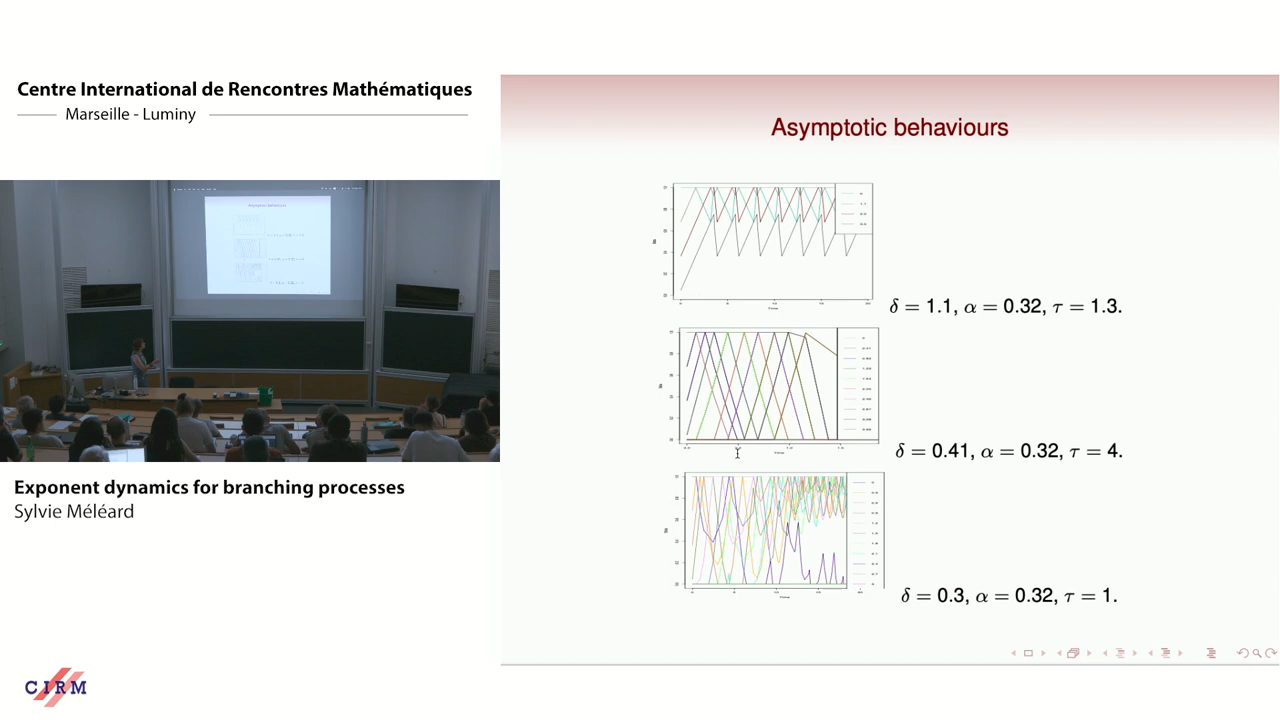 Centre International de Rencontres Mathématiques
Marseille - Luminy
Exponent dynamics for branching processes
Sylvie Méléard
CIRM
Asymptotic behaviours
δ = 1.1, α = 0.32, τ = 1.3.
δ = 0.41, α = 0.32, τ = 4.
δ = 0.3, α = 0.32, τ = 1.